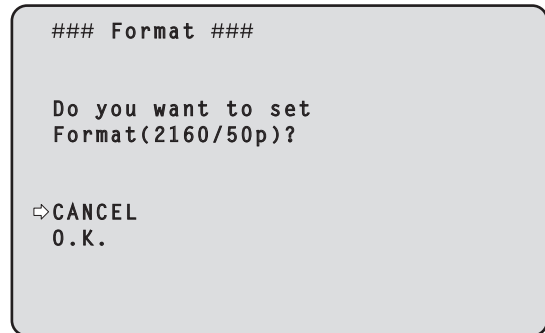 ### Format ###
Do you want to set
Format(2160/50p)?
⇨CANCEL
O.K.